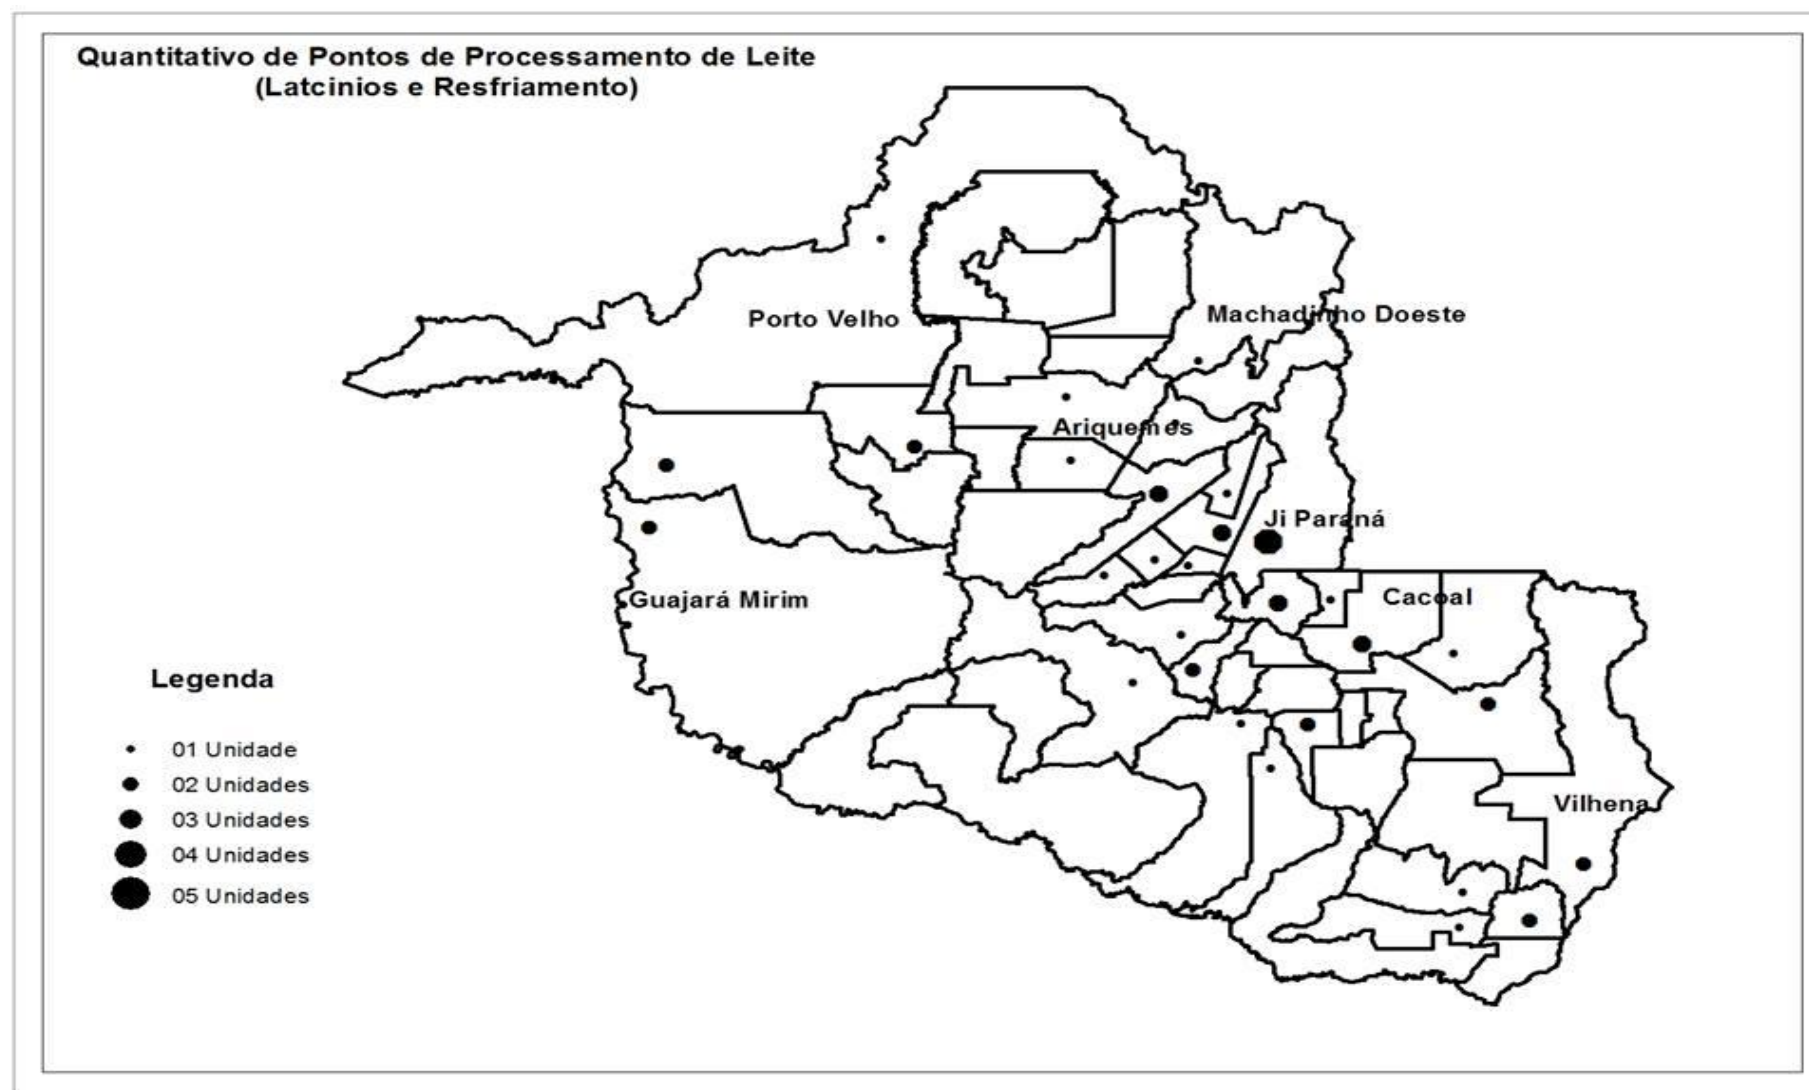 Quantitativo de Pontos de Processamento de Leite
(Latcinios e Resfriamento)
Porto Velho
Machadinho Doeste
Ariquemes
Ji Paraná
Guajará Mirim
Cacoal
Vilhena
Legenda
01 Unidade
02 Unidades
03 Unidades
04 Unidades
05 Unidades